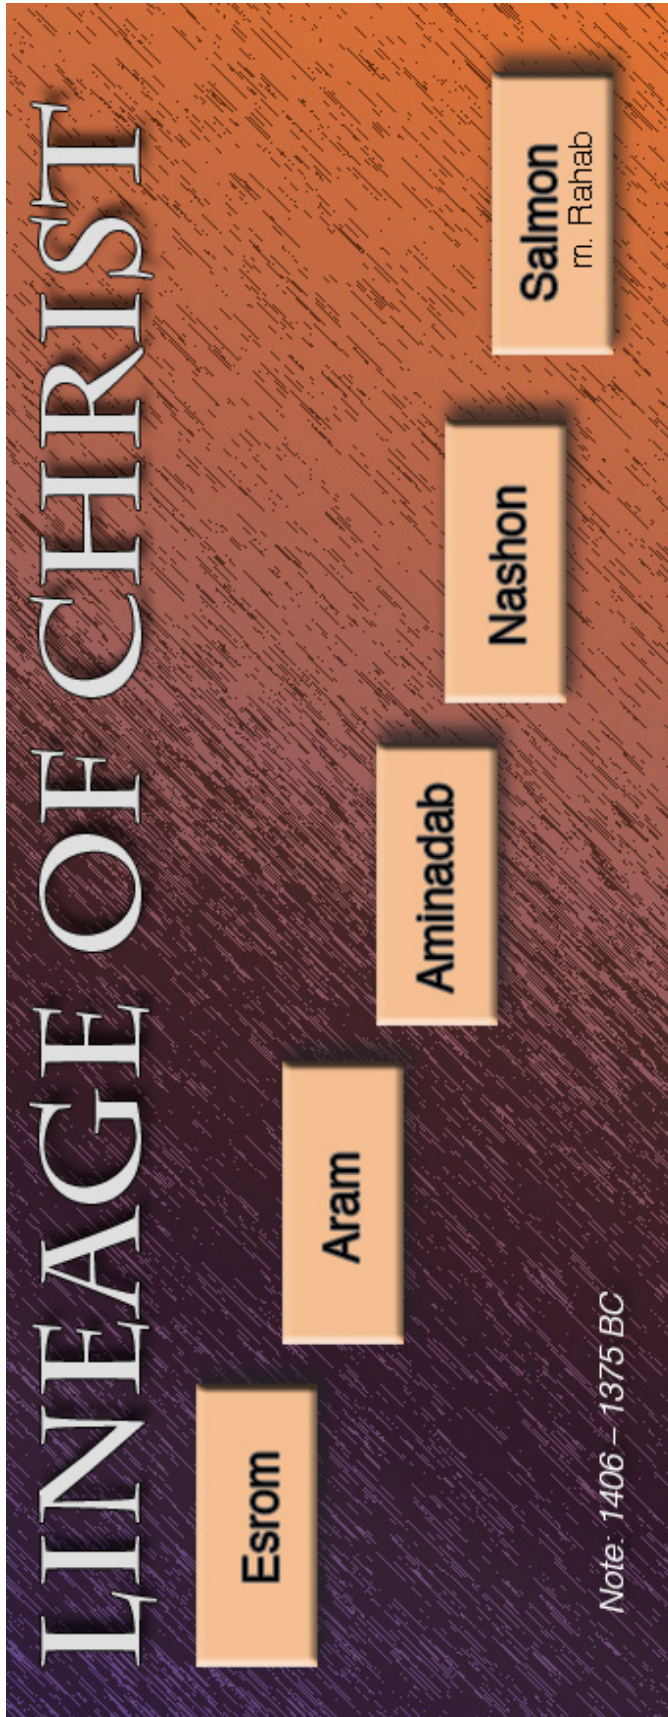 LINEAGE OF CHRIST
Esrom
Aram
Aminadab
Nashon
Salmon
m. Rahab
Note: 1406 – 1375 BC